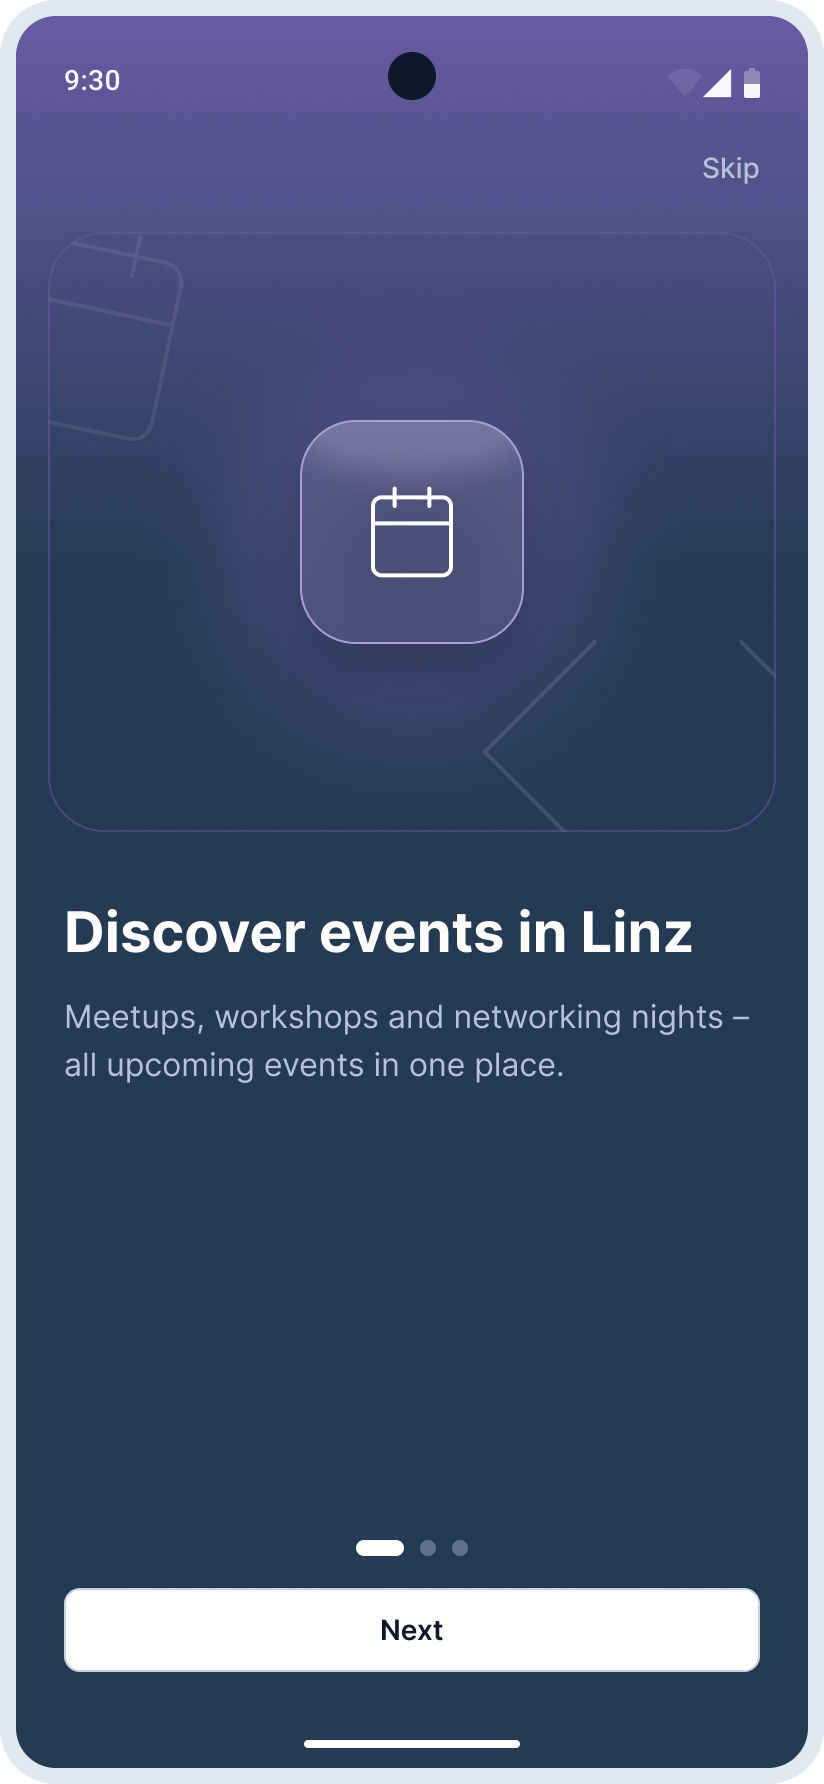 9:30
Skip
Discover events in Linz
Meetups, workshops and networking nights –
all upcoming events in one place.
Next